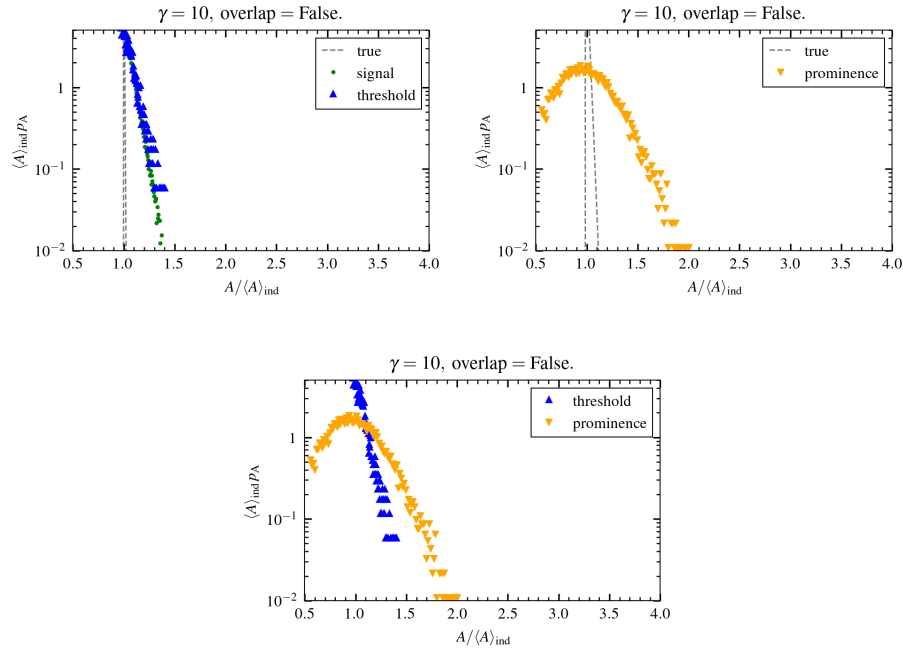 γ = 10, overlap = False.
true
signal
threshold
⟨A⟩ind pA
1
10⁻¹
10⁻²
0.5 1.0 1.5 2.0 2.5 3.0 3.5 4.0
A/⟨A⟩ind
γ = 10, overlap = False.
true
prominence
⟨A⟩ind pA
1
10⁻¹
10⁻²
0.5 1.0 1.5 2.0 2.5 3.0 3.5 4.0
A/⟨A⟩ind
γ = 10, overlap = False.
threshold
prominence
⟨A⟩ind pA
1
10⁻¹
10⁻²
0.5 1.0 1.5 2.0 2.5 3.0 3.5 4.0
A/⟨A⟩ind